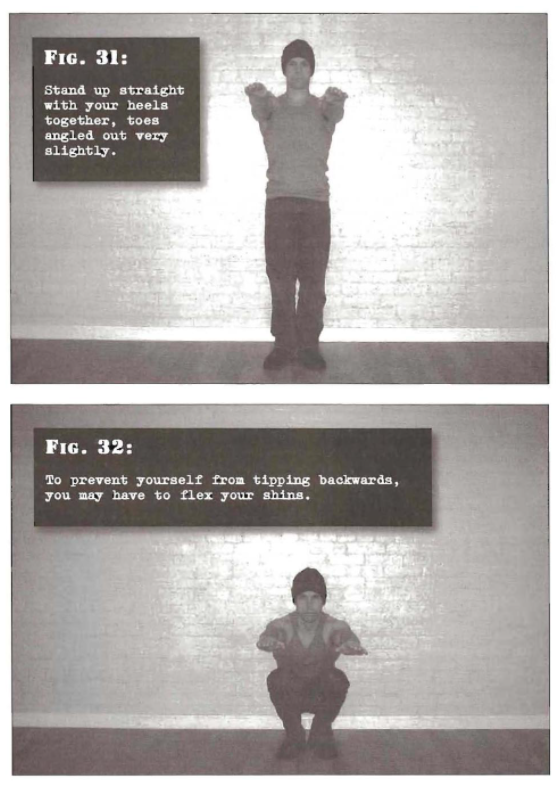 FIG. 31:
Stand up straight
with your heels
together, toes
angled out very
slightly.
FIG. 32:
To prevent yourself from tipping backwards,
you may have to flex your shins.